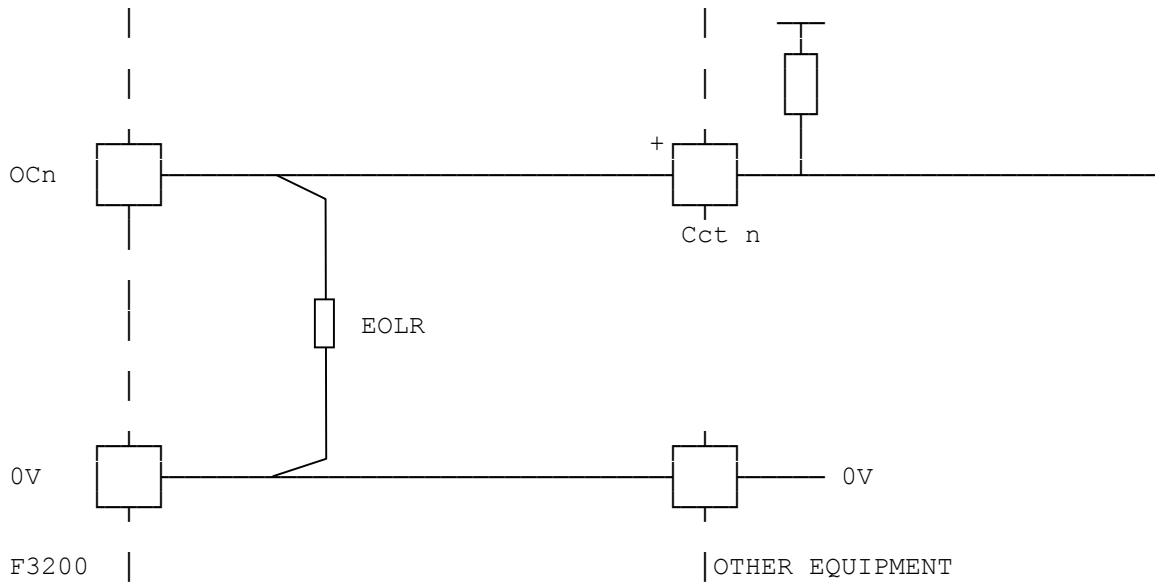 +
OCn
Cct n
EOLR
0V
0V
F3200
OTHER EQUIPMENT